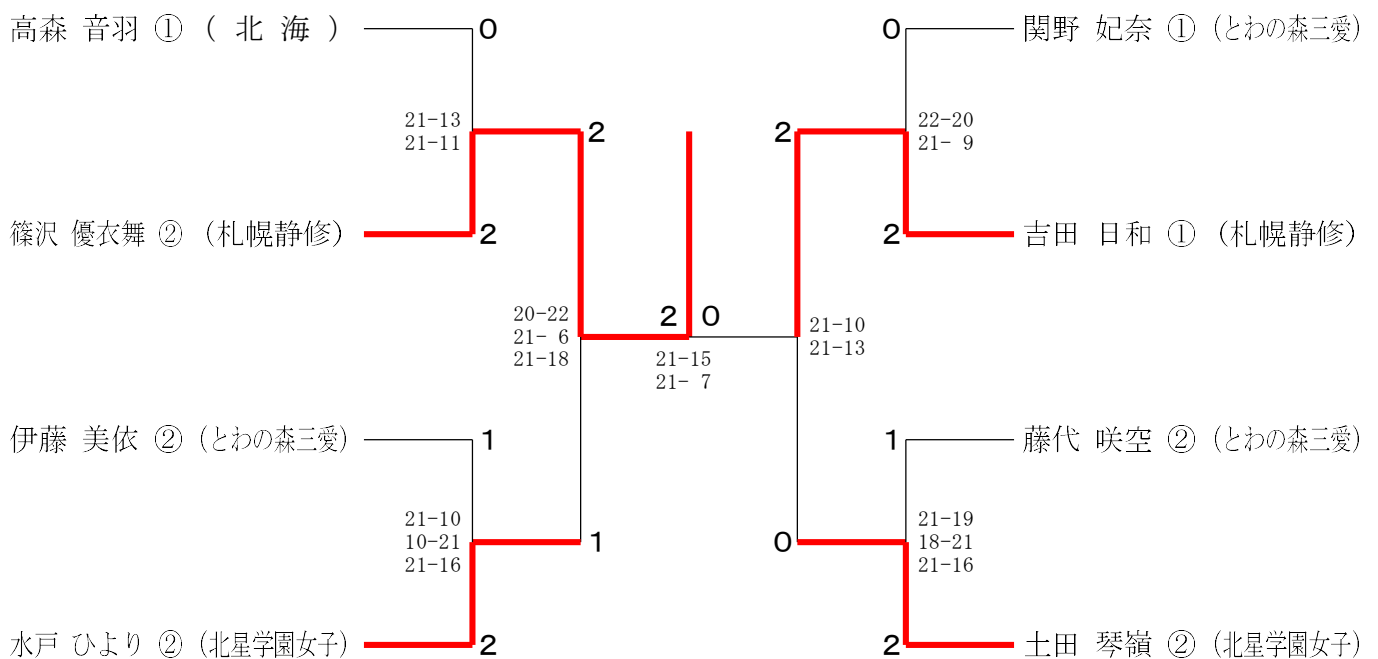 高森 音羽 ① ( 北 海 ) 0
21-13
21-11
2
篠沢 優衣舞 ② (札幌静修) 2
20-22
21- 6
21-18
伊藤 美依 ② (とわの森三愛) 1
21-10
10-21
21-16
1
水戸 ひより ② (北星学園女子) 2
2 0
21-15
21- 7
0 関野 妃奈 ① (とわの森三愛)
2
22-20
21- 9
2 吉田 日和 ① (札幌静修)
21-10
21-13
1 藤代 咲空 ② (とわの森三愛)
0
21-19
18-21
21-16
2 土田 琴嶺 ② (北星学園女子)